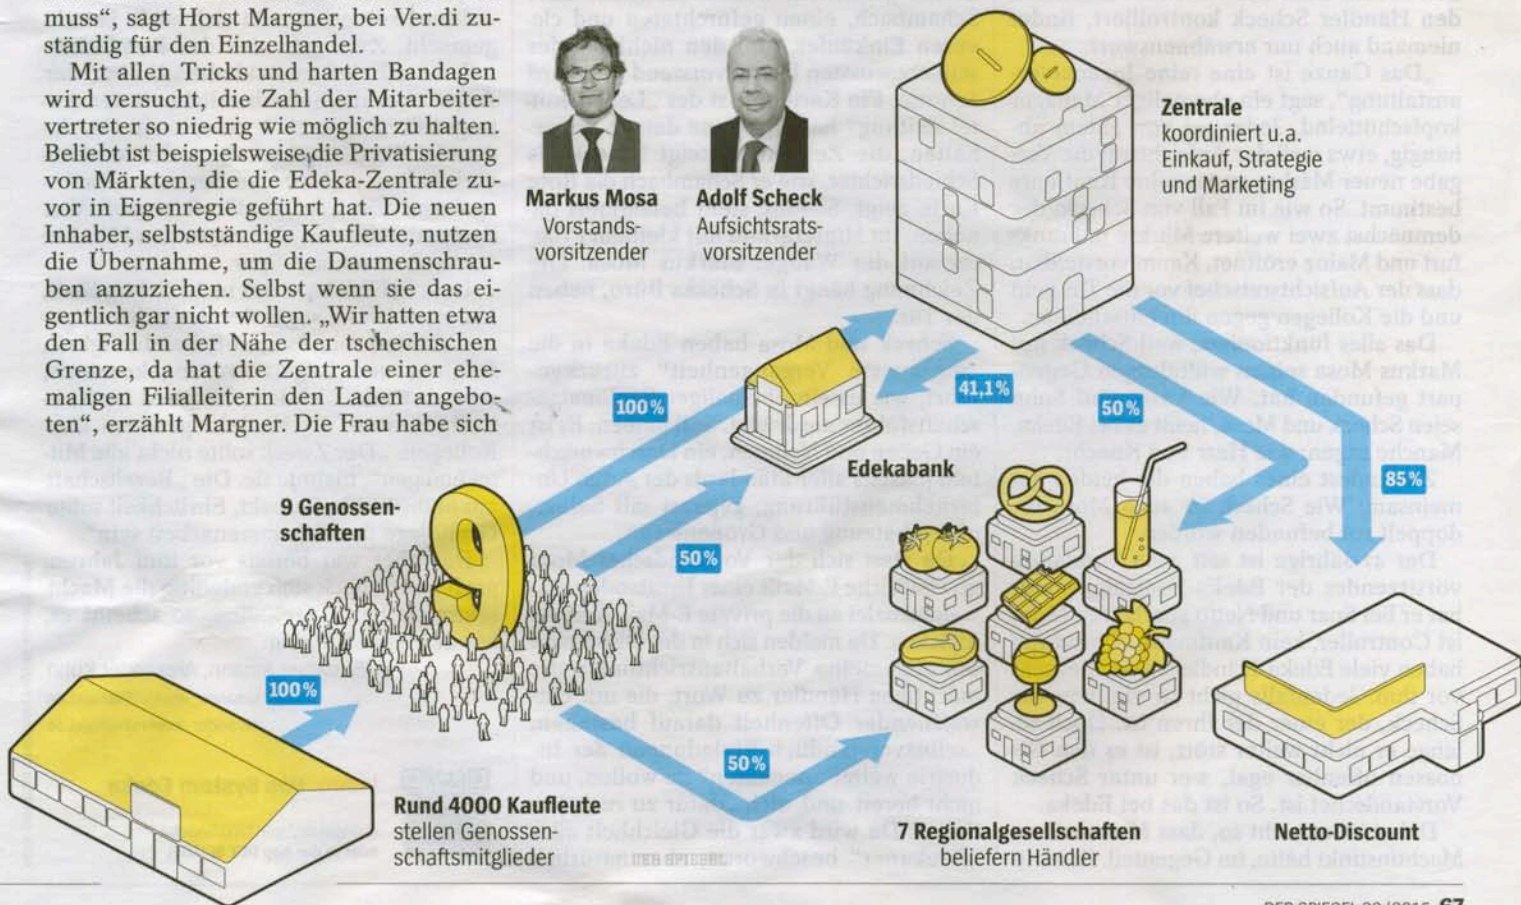 muss“, sagt Horst Margner, bei Ver.di zu-
ständig für den Einzelhandel.
Mit allen Tricks und harten Bandagen
wird versucht, die Zahl der Mitarbeiter-
vertreter so niedrig wie möglich zu halten.
Beliebt ist beispielsweise die Privatisierung
von Märkten, die die Edeka-Zentrale zu-
vor in Eigenregie geführt hat. Die neuen
Inhaber, selbstständige Kaufleute, nutzen
die Übernahme, um die Daumenschrau-
ben anzuziehen. Selbst wenn sie das ei-
gentlich gar nicht wollen. „Wir hatten etwa
den Fall in der Nähe der tschechischen
Grenze, da hat die Zentrale einer ehe-
maligen Filialleiterin den Laden angebo-
ten“, erzählt Margner. Die Frau habe sich
Markus Mosa
Vorstands-
vorsitzender
Adolf Scheck
Aufsichtsrats-
vorsitzender
Zentrale
koordiniert u.a.
Einkauf, Strategie
und Marketing
100%
41,1%
50%
85%
Edekabank
9 Genossen-
schaften
9
50%
100%
50%
Rund 4000 Kaufleute
stellen Genossen-
schaftsmitglieder
DER SPIEGEL
7 Regionalgesellschaften
beliefern Händler
Netto-Discount
67